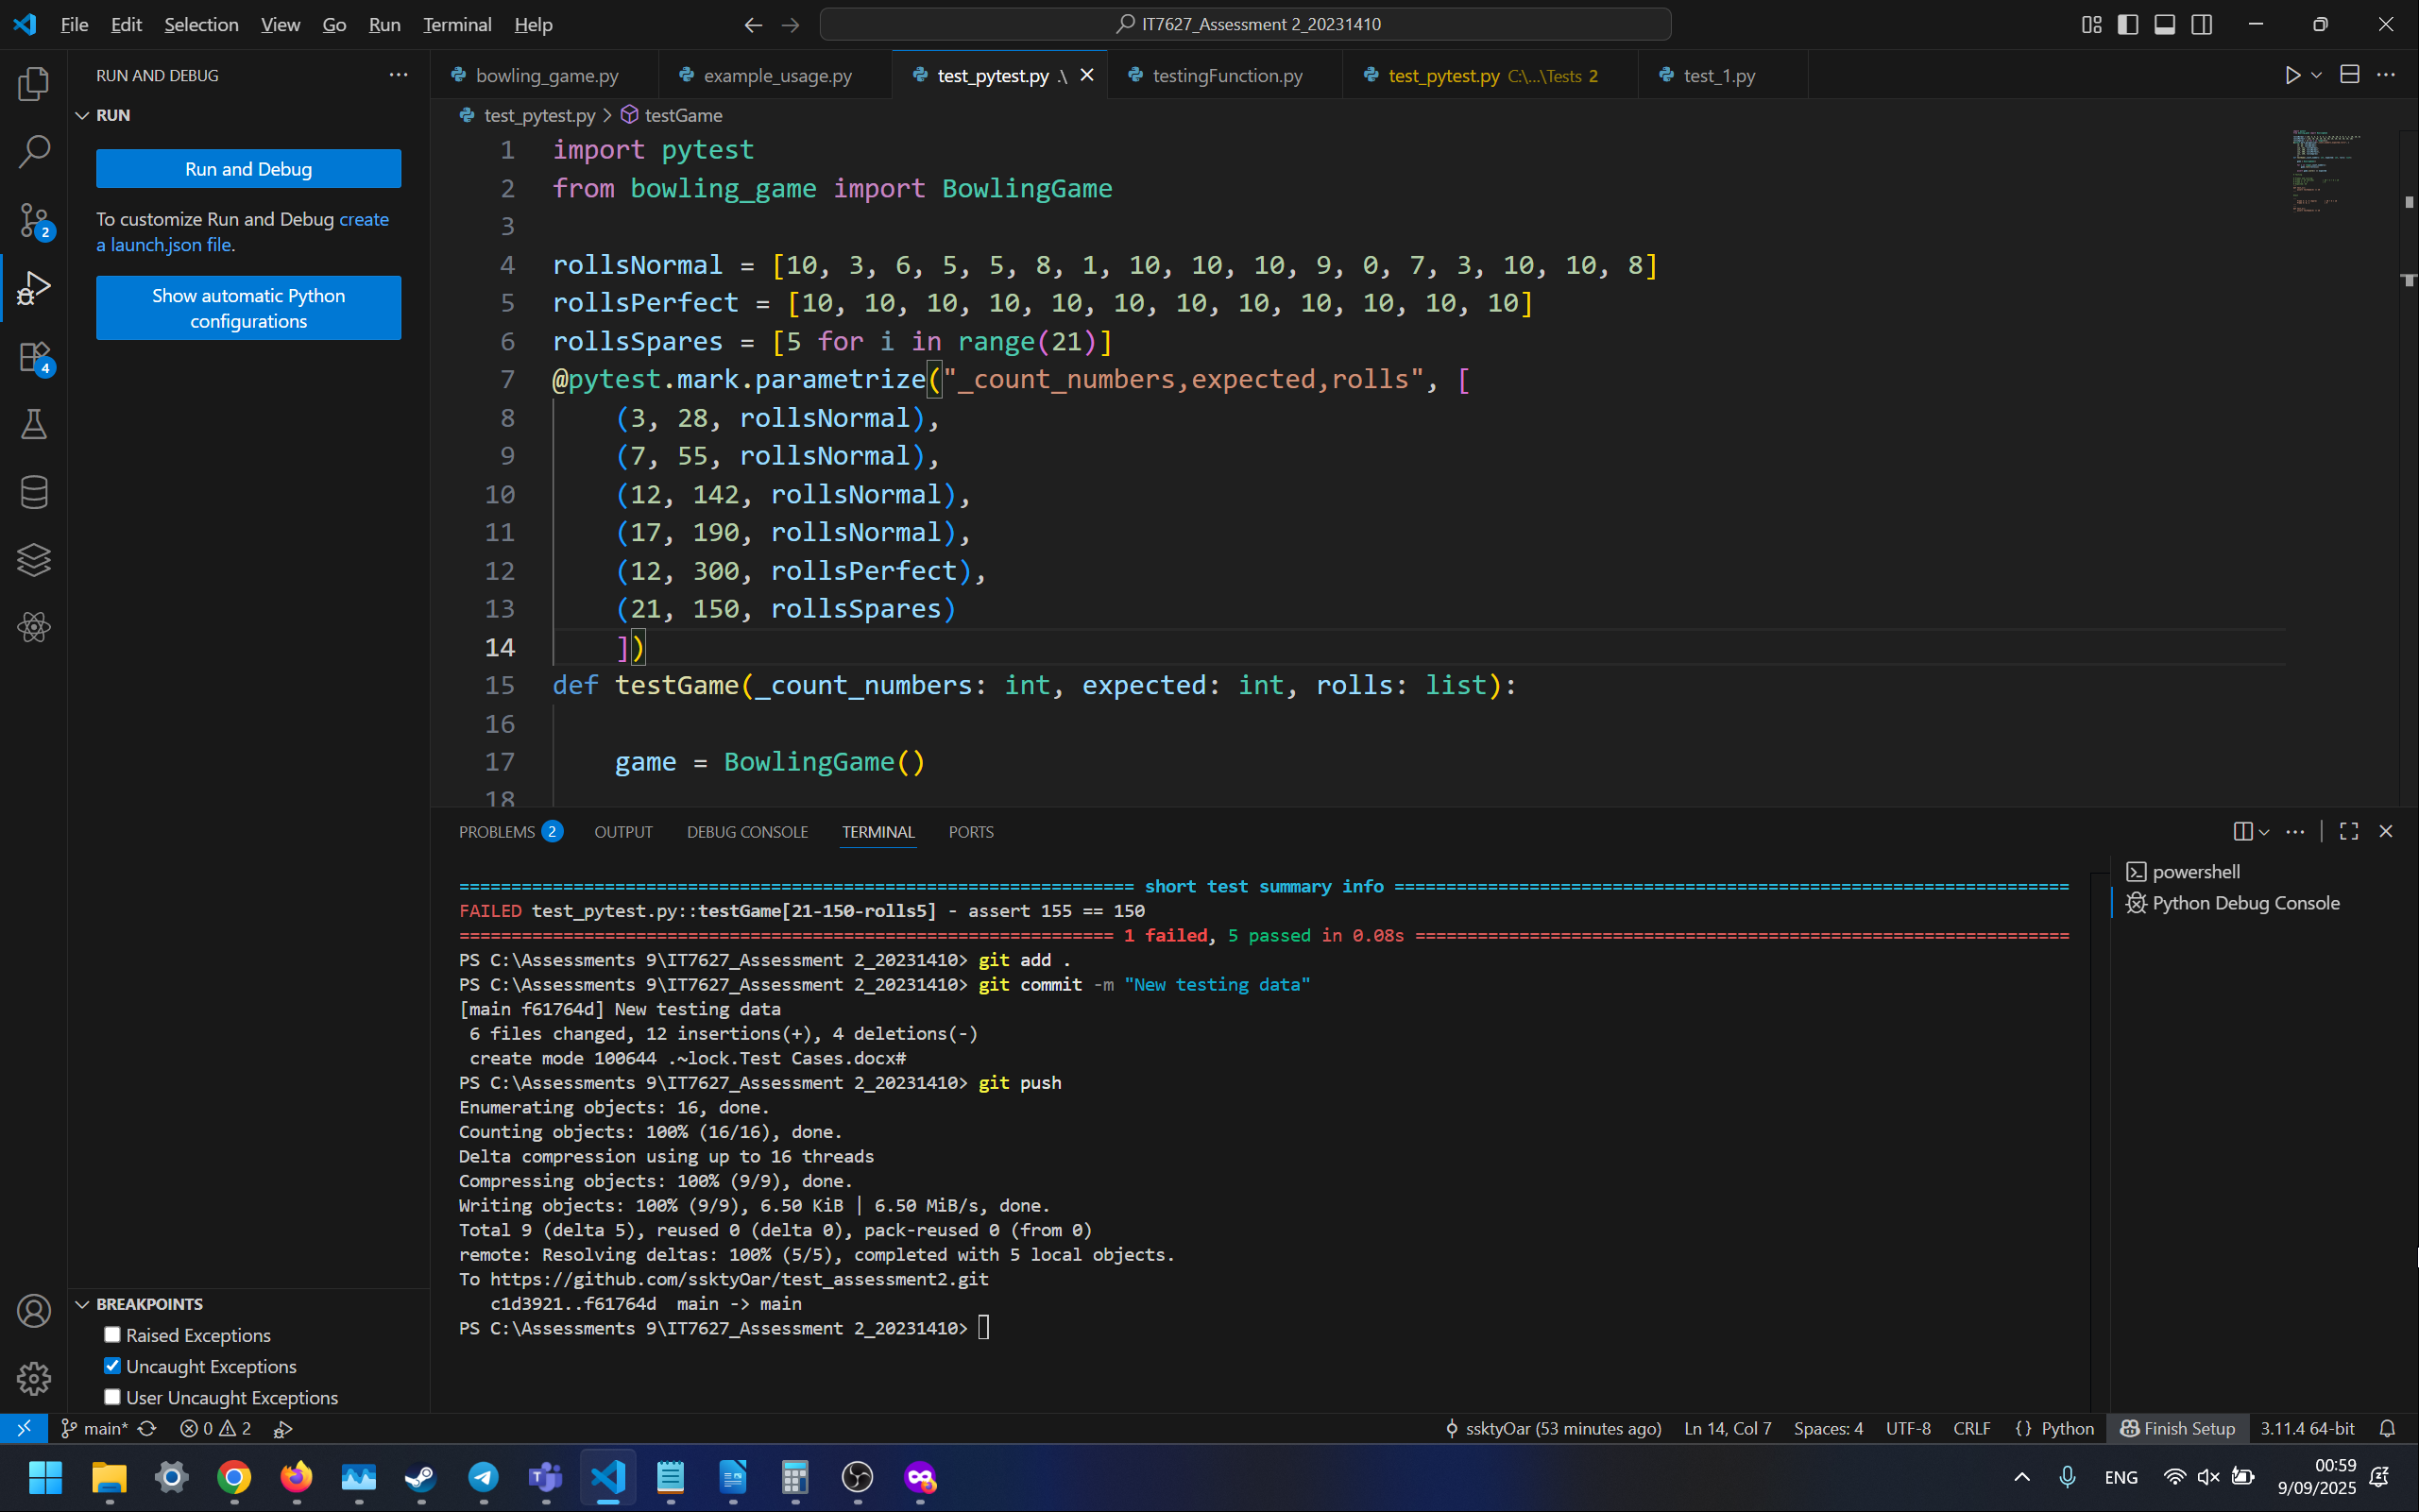 File Edit Selection View Go Run Terminal Help
IT7627_Assessment 2_20231410
RUN AND DEBUG
RUN
Run and Debug
To customize Run and Debug create
a launch.json file.
Show automatic Python
configurations
bowling_game.py
example_usage.py
test_pytest.py .\
testingFunction.py
test_pytest.py C:\...\Tests 2
test_1.py
test_pytest.py > testGame
1 import pytest
2 from bowling_game import BowlingGame
3
4 rollsNormal = [10, 3, 6, 5, 5, 8, 1, 10, 10, 10, 9, 0, 7, 3, 10, 10, 8]
5 rollsPerfect = [10, 10, 10, 10, 10, 10, 10, 10, 10, 10, 10, 10]
6 rollsSpares = [5 for i in range(21)]
7 @pytest.mark.parametrize("_count_numbers,expected,rolls", [
8 (3, 28, rollsNormal),
9 (7, 55, rollsNormal),
10 (12, 142, rollsNormal),
11 (17, 190, rollsNormal),
12 (12, 300, rollsPerfect),
13 (21, 150, rollsSpares)
14 ])
15 def testGame(_count_numbers: int, expected: int, rolls: list):
16
17 game = BowlingGame()
18
2
4
PROBLEMS 2 OUTPUT DEBUG CONSOLE TERMINAL PORTS
================================================================= short test summary info =================================================================
FAILED test_pytest.py::testGame[21-150-rolls5] - assert 155 == 150
=============================================================== 1 failed, 5 passed in 0.08s ===============================================================
PS C:\Assessments 9\IT7627_Assessment 2_20231410> git add .
PS C:\Assessments 9\IT7627_Assessment 2_20231410> git commit -m "New testing data"
[main f61764d] New testing data
6 files changed, 12 insertions(+), 4 deletions(-)
create mode 100644 .~lock.Test Cases.docx#
PS C:\Assessments 9\IT7627_Assessment 2_20231410> git push
Enumerating objects: 16, done.
Counting objects: 100% (16/16), done.
Delta compression using up to 16 threads
Compressing objects: 100% (9/9), done.
Writing objects: 100% (9/9), 6.50 KiB | 6.50 MiB/s, done.
Total 9 (delta 5), reused 0 (delta 0), pack-reused 0 (from 0)
remote: Resolving deltas: 100% (5/5), completed with 5 local objects.
To https://github.com/ssktyOar/test_assessment2.git
c1d3921..f61764d main -> main
PS C:\Assessments 9\IT7627_Assessment 2_20231410>
powershell
Python Debug Console
BREAKPOINTS
Raised Exceptions
Uncaught Exceptions
User Uncaught Exceptions
main* 0 2
ssktyOar (53 minutes ago) Ln 14, Col 7 Spaces: 4 UTF-8 CRLF {} Python Finish Setup 3.11.4 64-bit
ENG
00:59
9/09/2025